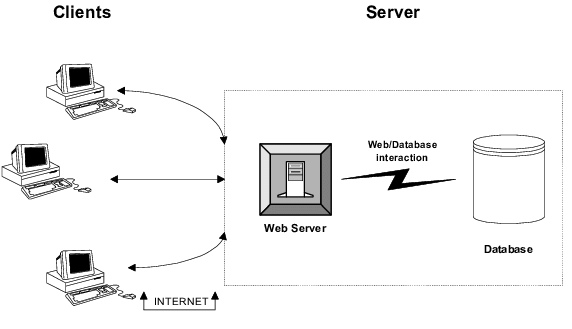 Clients
Server
Web/Database
interaction
Web Server
Database
INTERNET